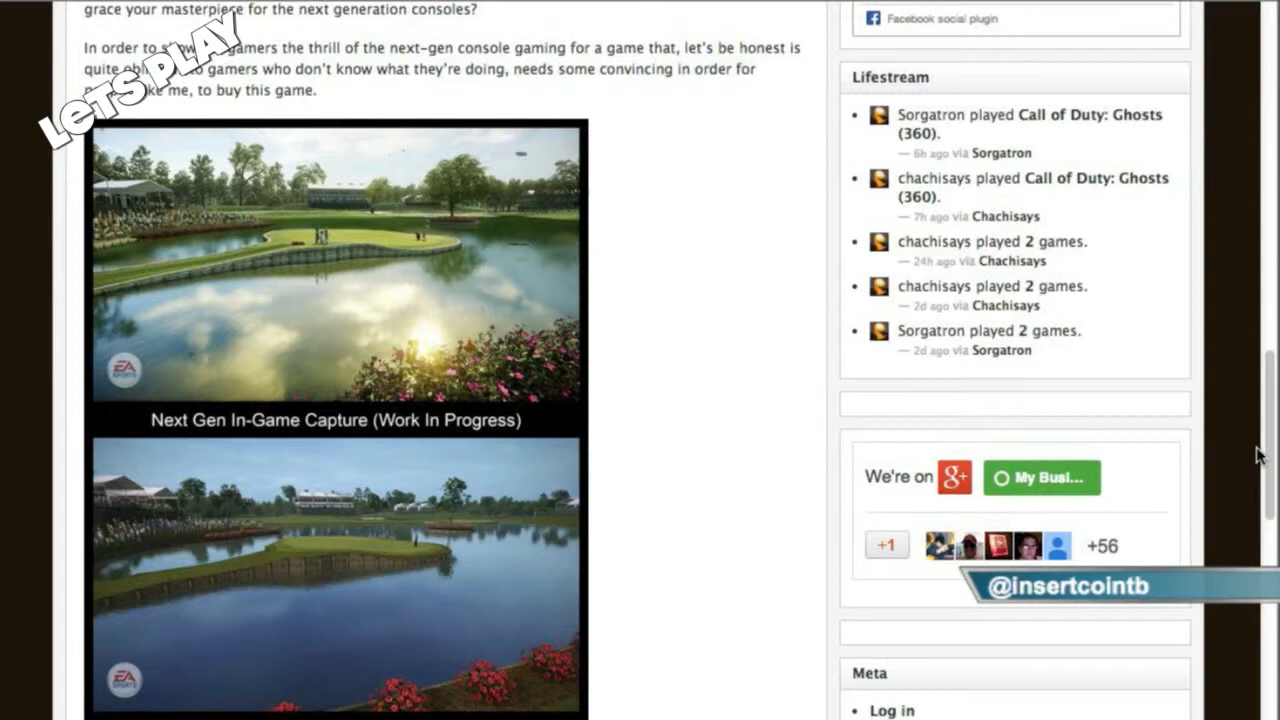 grace your masterpiece for the next generation consoles?
In order to gamers the thrill of the next-gen console gaming for a game that, let's be honest is
quite gamers who don't know what they're doing, needs some convincing in order for
me, to buy this game.
LETS PLAY
EA
SPORTS
Next Gen In-Game Capture (Work In Progress)
EA
SPORTS
Facebook social plugin
Lifestream
Sorgatron played Call of Duty: Ghosts
(360).
— 6h ago via Sorgatron
chachisays played Call of Duty: Ghosts
(360).
— 7h ago via Chachisays
chachisays played 2 games.
— 24h ago via Chachisays
chachisays played 2 games.
— 2d ago via Chachisays
Sorgatron played 2 games.
— 2d ago via Sorgatron
We're on g+ My Busi...
+1 +56
@insertcointb
Meta
Log in